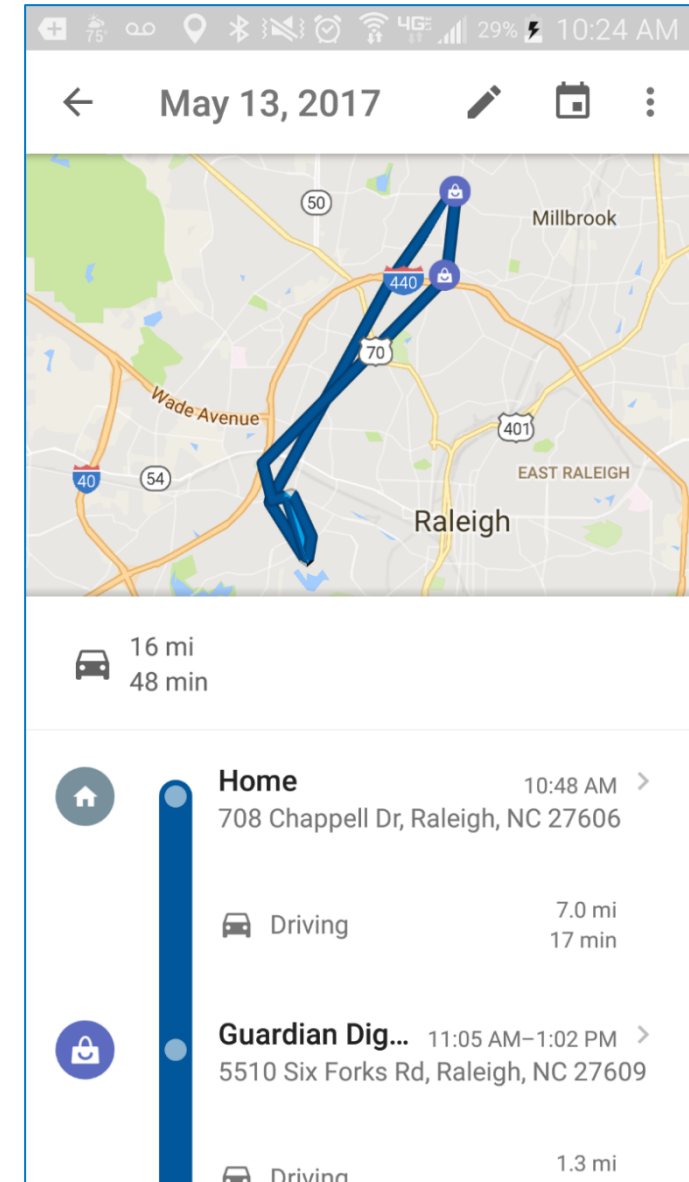 75°
4GE
29%
10:24 AM
May 13, 2017
50
Millbrook
440
70
Wade Avenue
401
40
54
EAST RALEIGH
Raleigh
16 mi
48 min
Home 10:48 AM
708 Chappell Dr, Raleigh, NC 27606
Driving 7.0 mi
17 min
Guardian Dig... 11:05 AM–1:02 PM
5510 Six Forks Rd, Raleigh, NC 27609
Driving 1.3 mi